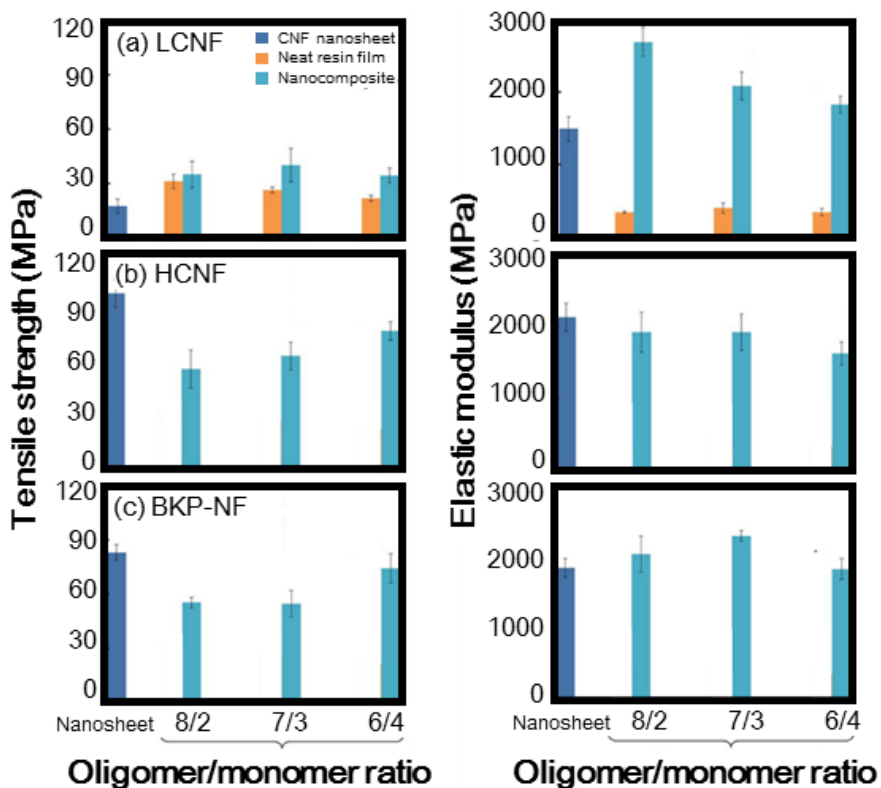 (a) LCNF
CNF nanosheet
Neat resin film
Nanocomposite
120
90
60
30
0
3000
2000
1000
0
(b) HCNF
120
90
60
30
0
3000
2000
1000
0
(c) BKP-NF
120
90
60
30
0
3000
2000
1000
0
Tensile strength (MPa)
Elastic modulus (MPa)
Nanosheet 8/2 7/3 6/4
Oligomer/monomer ratio
Nanosheet 8/2 7/3 6/4
Oligomer/monomer ratio